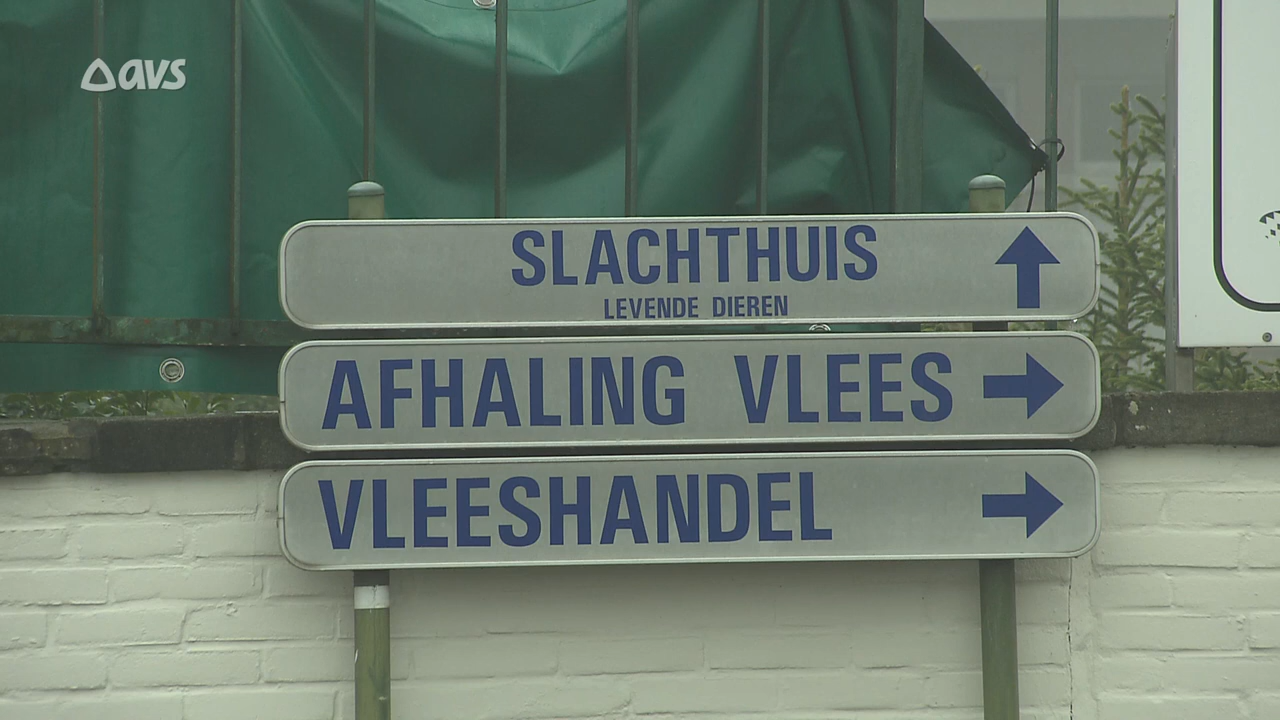 avs
SLACHTHUIS
LEVENDE DIEREN
AFHALING VLEES
VLEESHANDEL